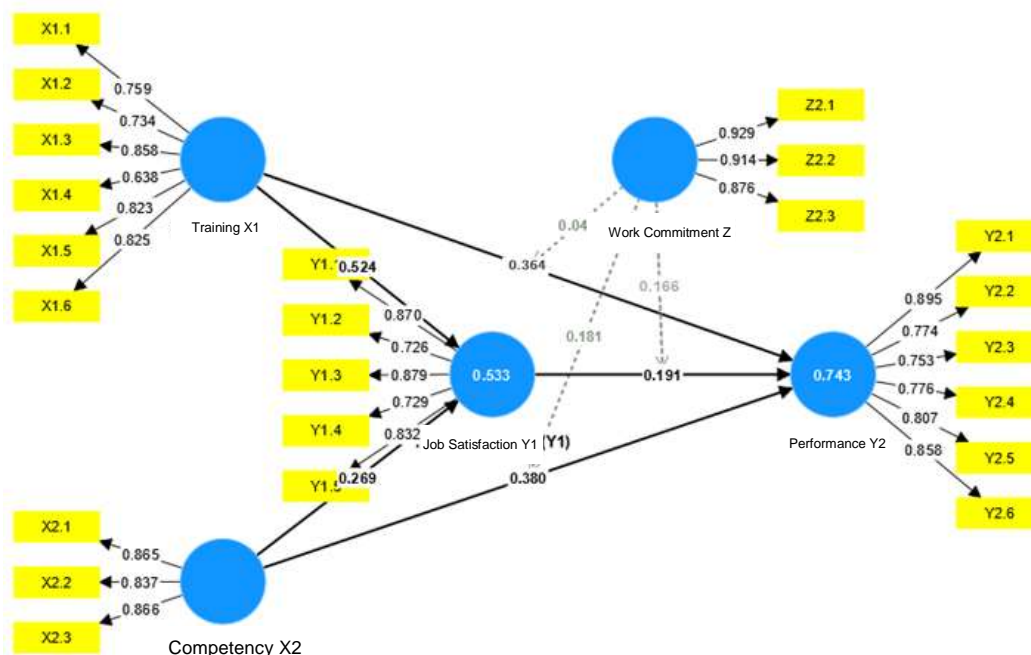 X1.1
X1.2
X1.3
X1.4
X1.5
X1.6
0.759
0.734
0.858
0.638
0.823
0.825
Training X1
Z2.1
Z2.2
Z2.3
0.929
0.914
0.876
Work Commitment Z
0.04
0.166
0.181
0.364
0.524
Y1.2
Y1.3
Y1.4
0.870
0.726
0.879
0.729
0.832
0.533
Job Satisfaction Y1
(Y1)
0.191
0.269
0.380
0.743
Performance Y2
Y2.1
Y2.2
Y2.3
Y2.4
Y2.5
Y2.6
0.895
0.774
0.753
0.776
0.807
0.858
X2.1
X2.2
X2.3
0.865
0.837
0.866
Competency X2